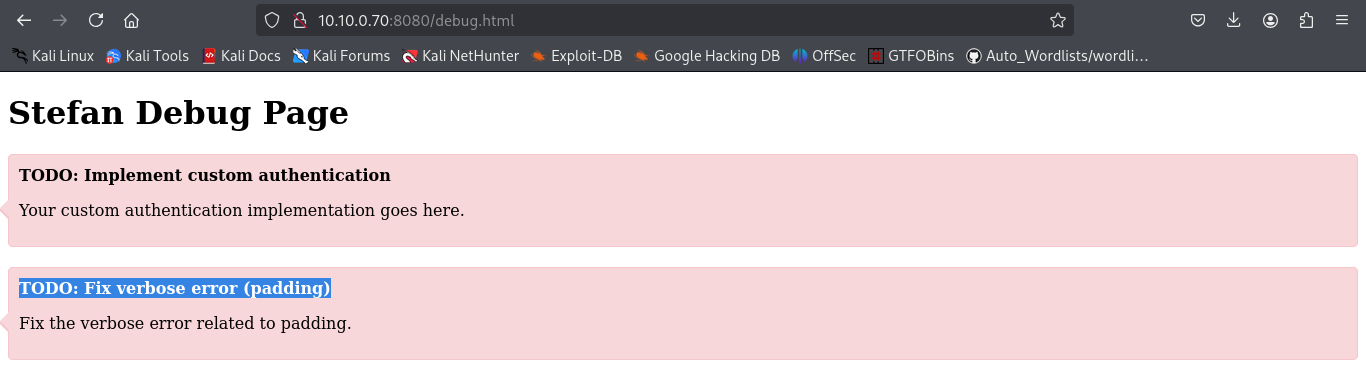 10.10.0.70:8080/debug.html
Kali Linux Kali Tools Kali Docs Kali Forums Kali NetHunter Exploit-DB Google Hacking DB OffSec GTFOBins Auto_Wordlists/wordli...
Stefan Debug Page
TODO: Implement custom authentication
Your custom authentication implementation goes here.
TODO: Fix verbose error (padding)
Fix the verbose error related to padding.